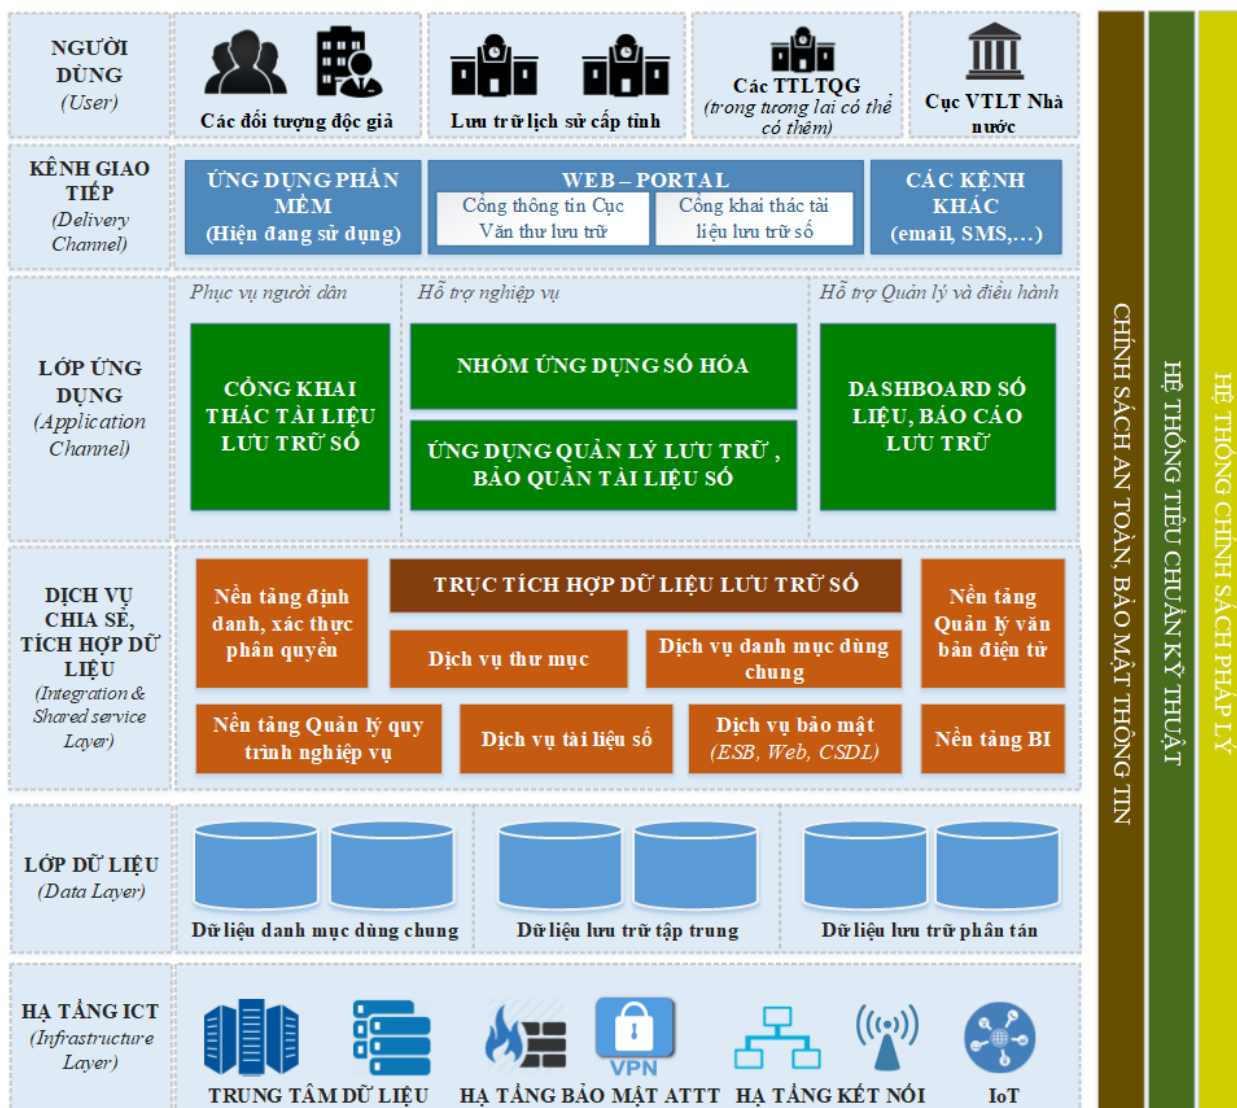 NGƯỜI
DÙNG
(User)
Các đối tượng độc giả
Lưu trữ lịch sử cấp tỉnh
Các TTLTQG
(trong tương lai có thể
có thêm)
Cục VTLT Nhà
nước
KÊNH GIAO
TIẾP
(Delivery
Channel)
ỨNG DỤNG PHẦN
MỀM
(Hiện đang sử dụng)
WEB – PORTAL
Cổng thông tin Cục
Văn thư lưu trữ
Cổng khai thác tài
liệu lưu trữ số
CÁC KỆNH
KHÁC
(email, SMS,...)
LỚP ỨNG
DỤNG
(Application
Channel)
Phục vụ người dân
Hỗ trợ nghiệp vụ
Hỗ trợ Quản lý và điều hành
CỔNG KHAI
THÁC TÀI LIỆU
LƯU TRỮ SỐ
NHÓM ỨNG DỤNG SỐ HÓA
ỨNG DỤNG QUẢN LÝ LƯU TRỮ ,
BẢO QUẢN TÀI LIỆU SỐ
DASHBOARD SỐ
LIỆU, BÁO CÁO
LƯU TRỮ
DỊCH VỤ
CHIA SẺ,
TÍCH HỢP DỮ
LIỆU
(Integration &
Shared service
Layer)
Nền tảng định
danh, xác thực
phân quyền
TRỤC TÍCH HỢP DỮ LIỆU LƯU TRỮ SỐ
Dịch vụ thư mục
Dịch vụ danh mục dùng
chung
Nền tảng
Quản lý văn
bản điện tử
Nền tảng Quản lý quy
trình nghiệp vụ
Dịch vụ tài liệu số
Dịch vụ bảo mật
(ESB, Web, CSDL)
Nền tảng BI
LỚP DỮ LIỆU
(Data Layer)
Dữ liệu danh mục dùng chung
Dữ liệu lưu trữ tập trung
Dữ liệu lưu trữ phân tán
HẠ TẦNG ICT
(Infrastructure
Layer)
VPN
TRUNG TÂM DỮ LIỆU
HẠ TẦNG BẢO MẬT ATTT
HẠ TẦNG KẾT NỐI
IoT
CHÍNH SÁCH AN TOÀN, BẢO MẬT THÔNG TIN
HỆ THỐNG TIÊU CHUẨN KỸ THUẬT
HỆ THỐNG CHÍNH SÁCH PHÁP LÝ